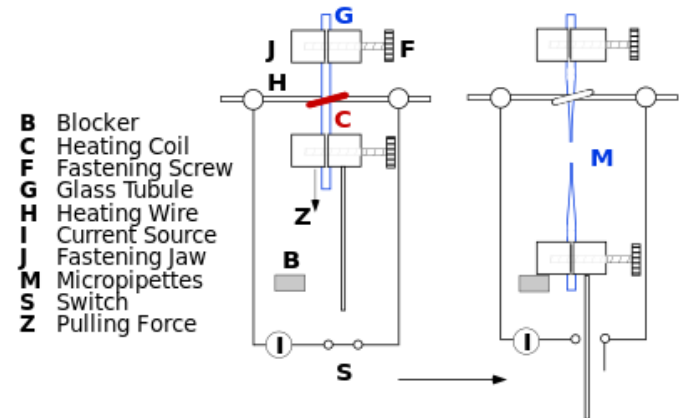 G
J
F
H
C
Z
B
I
S
M
I
B Blocker
C Heating Coil
F Fastening Screw
G Glass Tubule
H Heating Wire
I Current Source
J Fastening Jaw
M Micropipettes
S Switch
Z Pulling Force